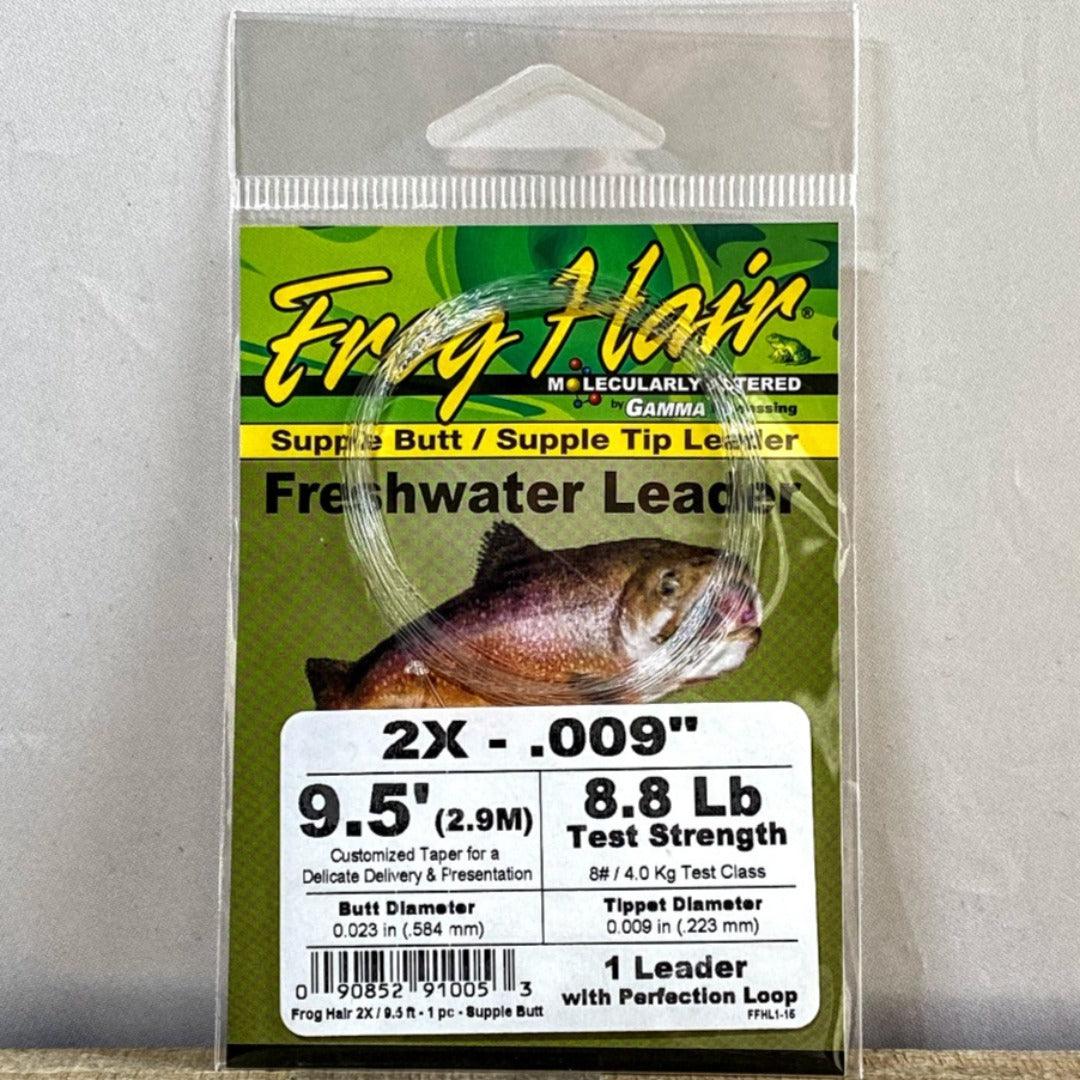 Frog Hair®
MOLECULARLY ALTERED
by GAMMA
Supple Butt / Supple Tip Leader
Freshwater Leader
2X - .009"
9.5' (2.9M)
Customized Taper for a
Delicate Delivery & Presentation
8.8 Lb
Test Strength
8# / 4.0 Kg Test Class
Butt Diameter
0.023 in (.584 mm)
Tippet Diameter
0.009 in (.223 mm)
0 90852 91005 3
Frog Hair 2X / 9.5 ft - 1 pc - Supple Butt
1 Leader
with Perfection Loop
FFHL1-15